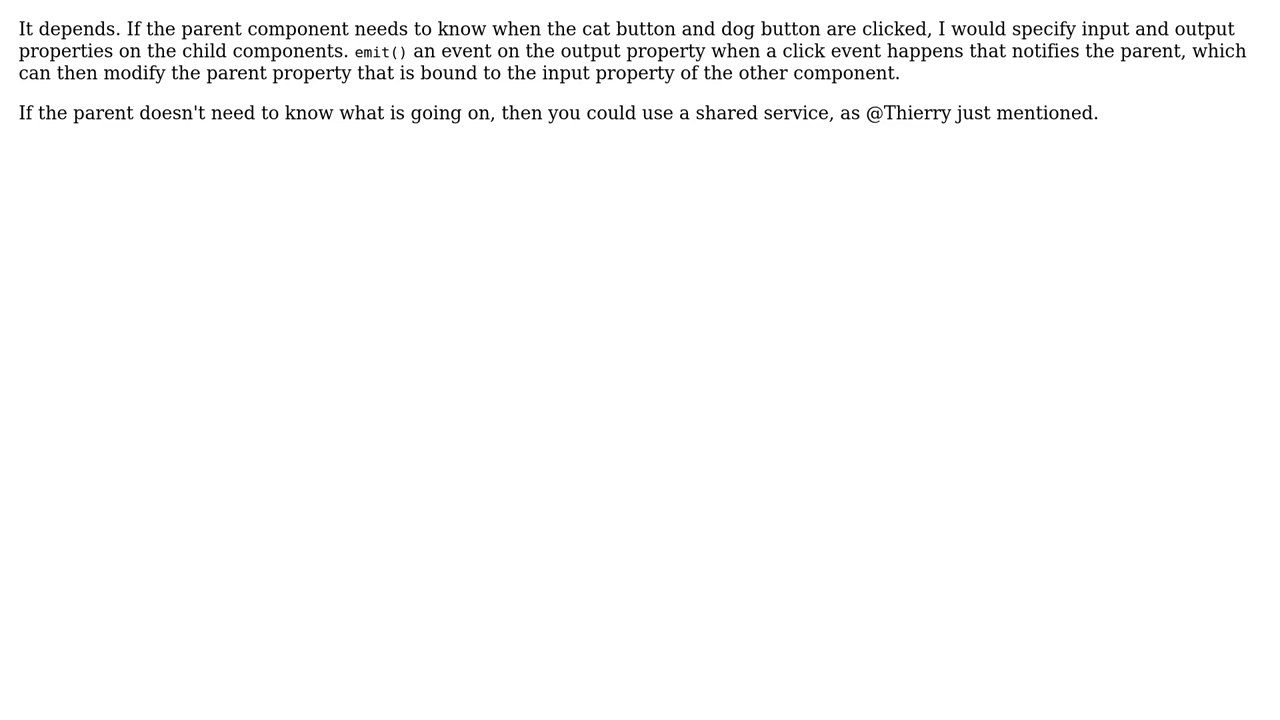 It depends. If the parent component needs to know when the cat button and dog button are clicked, I would specify input and output
properties on the child components. emit() an event on the output property when a click event happens that notifies the parent, which
can then modify the parent property that is bound to the input property of the other component.
If the parent doesn't need to know what is going on, then you could use a shared service, as @Thierry just mentioned.